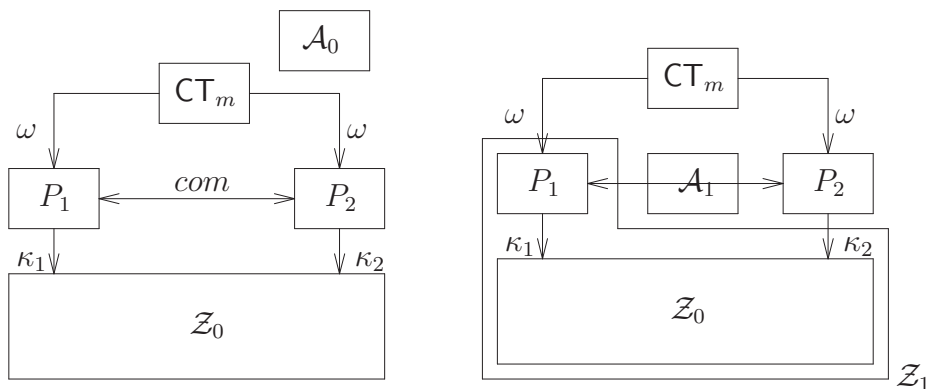 𝒜₀
CTₘ
ω ω
P₁ com P₂
κ₁ κ₂
𝒵₀
CTₘ
ω ω
P₁ 𝒜₁ P₂
κ₁ κ₂
𝒵₀
𝒵₁